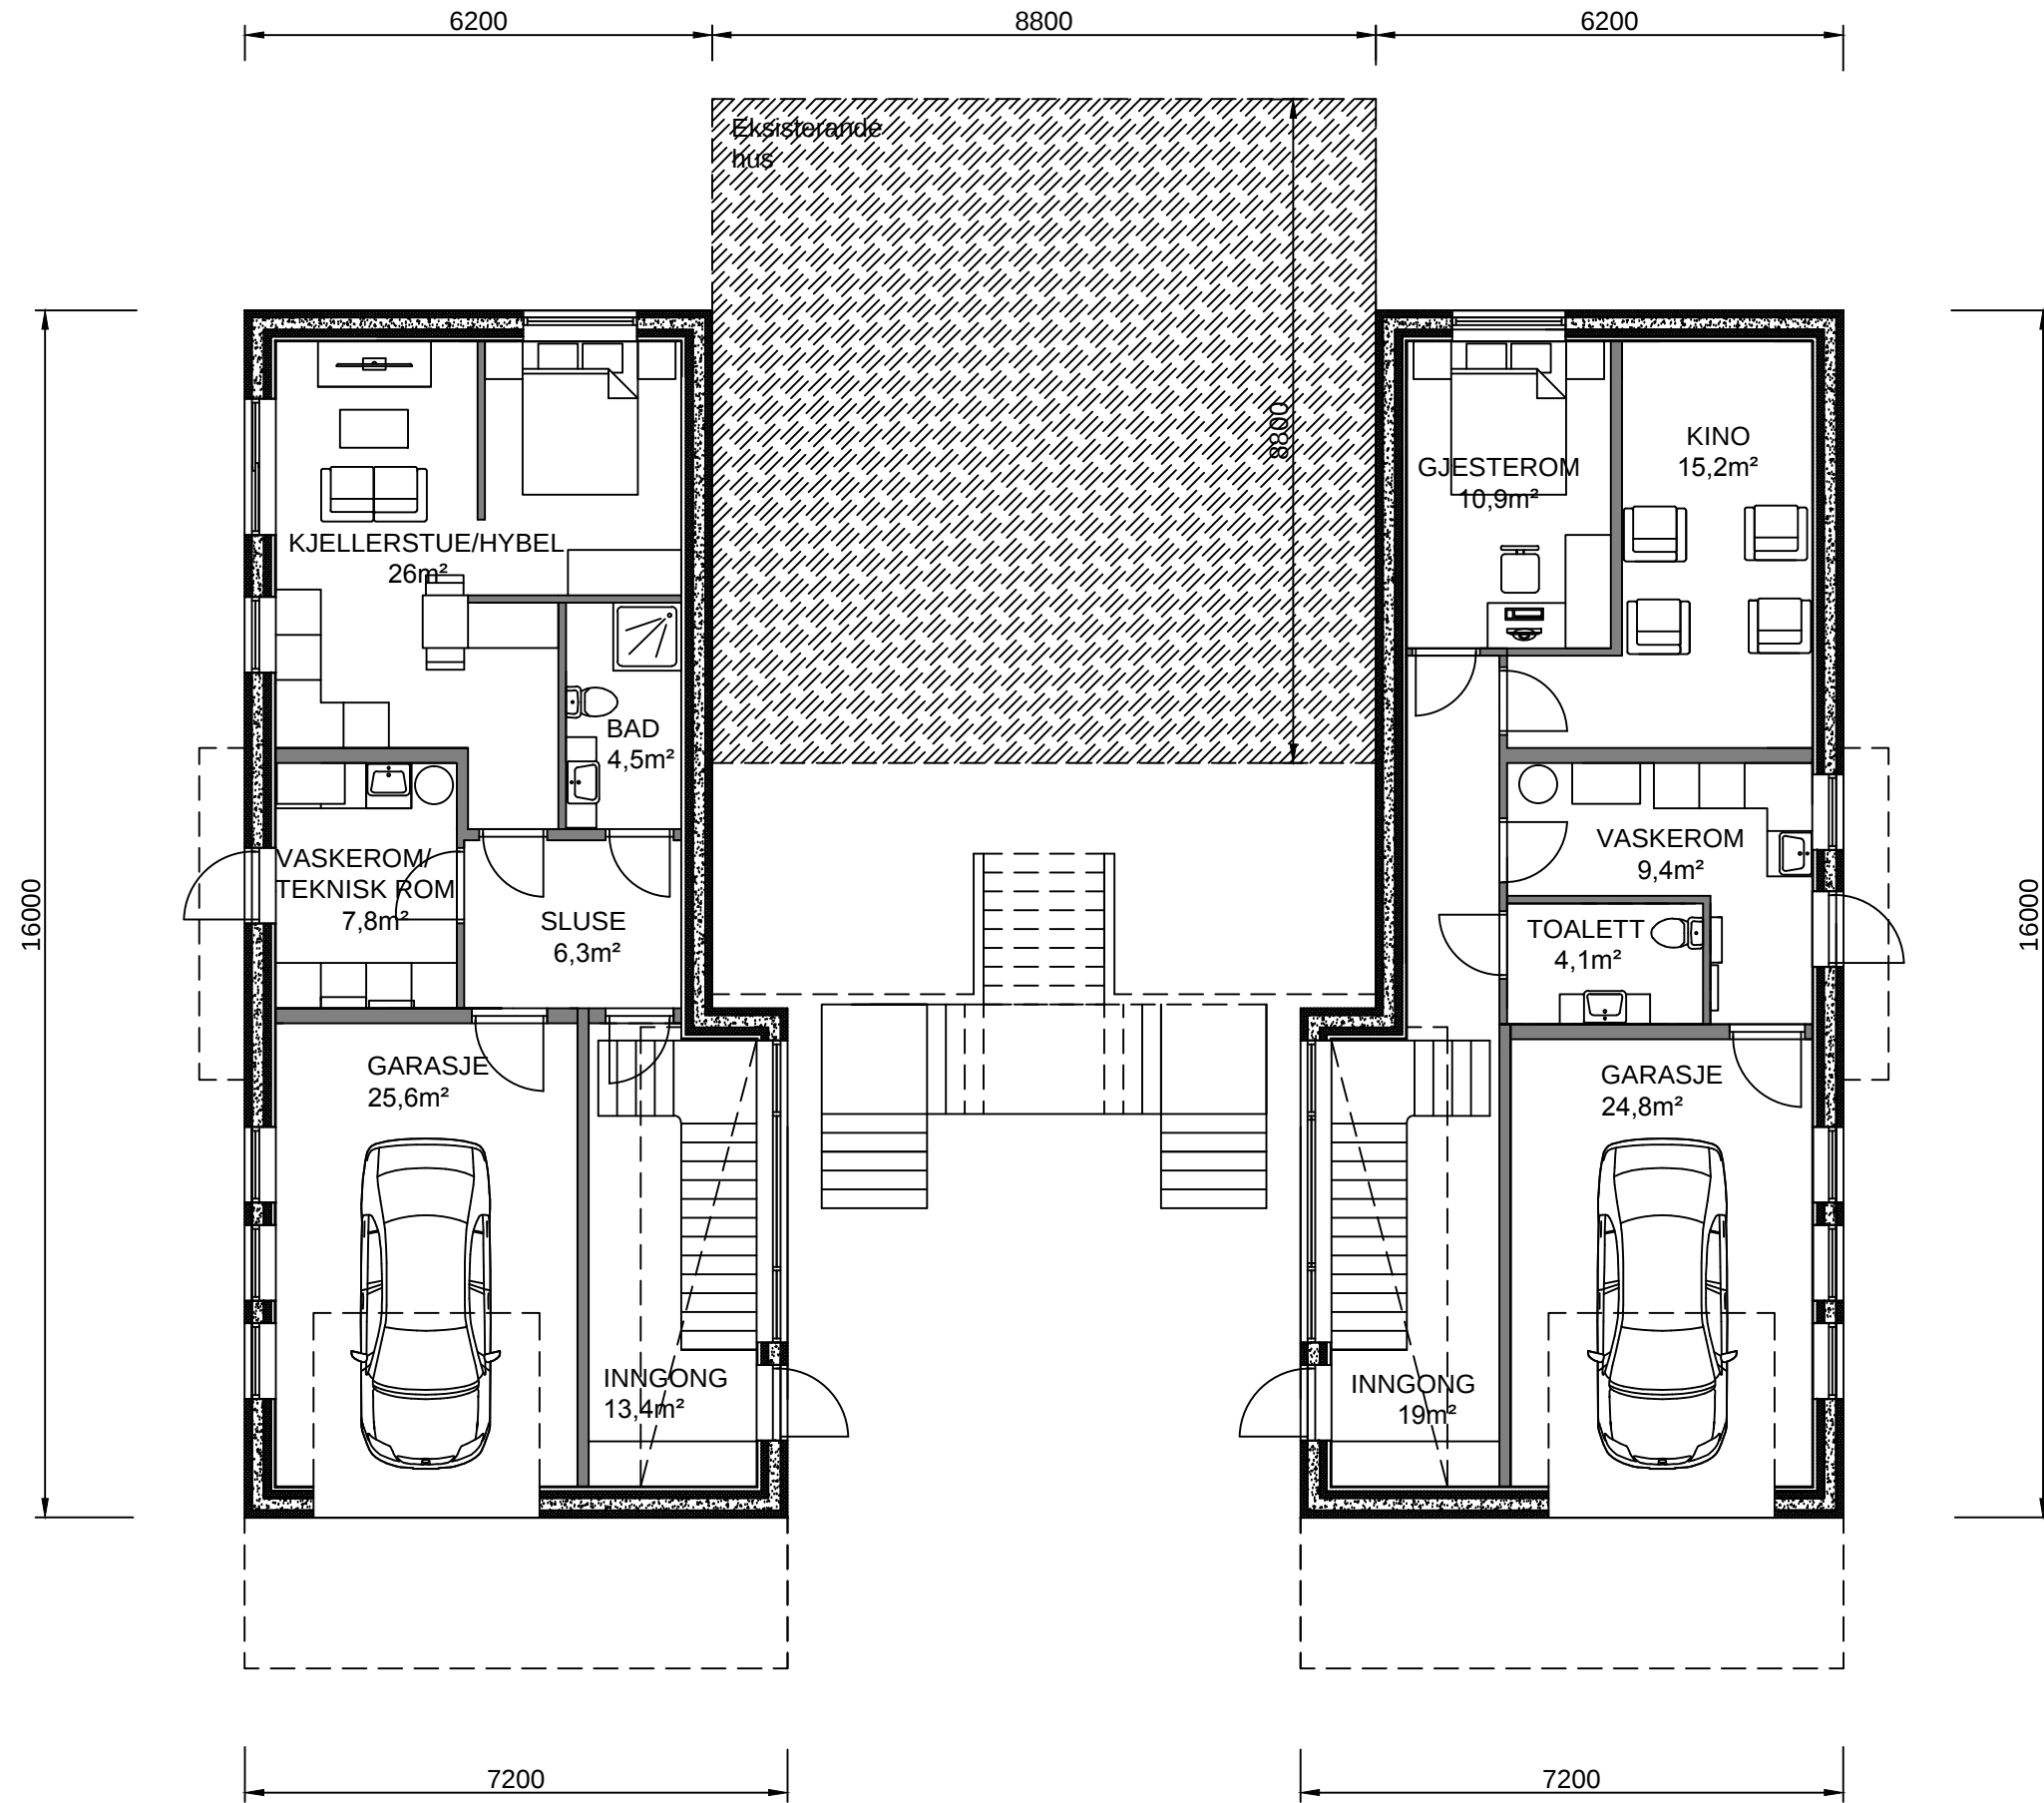 6200
8800
6200
Eksisterande
hus
8800
KINO
15,2m²
GJESTEROM
10,9m²
KJELLERSTUE/HYBEL
26m²
BAD
4,5m²
VASKEROM/
TEKNISK ROM
7,8m²
SLUSE
6,3m²
VASKEROM
9,4m²
TOALETT
4,1m²
16000
16000
GARASJE
25,6m²
GARASJE
24,8m²
INNGONG
13,4m²
INNGONG
19m²
7200
7200